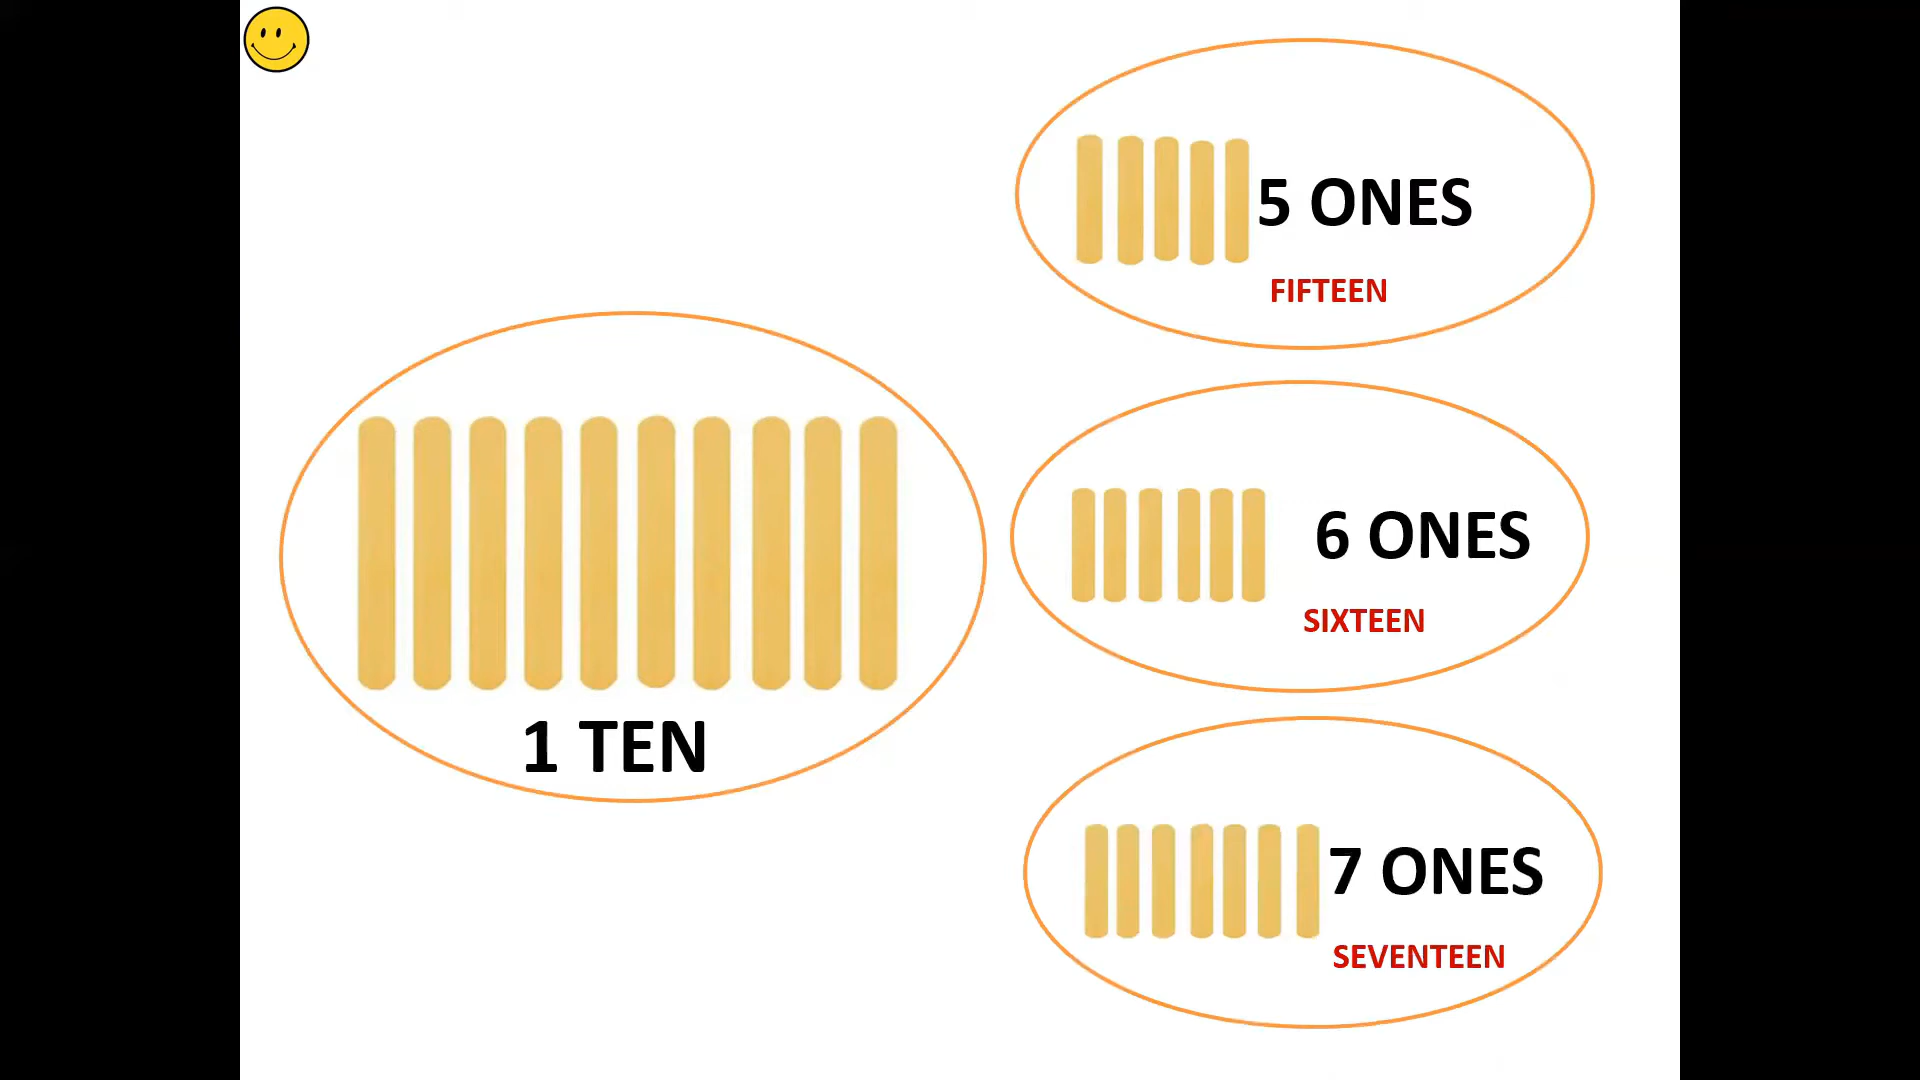 1 TEN
5 ONES
FIFTEEN
6 ONES
SIXTEEN
7 ONES
SEVENTEEN